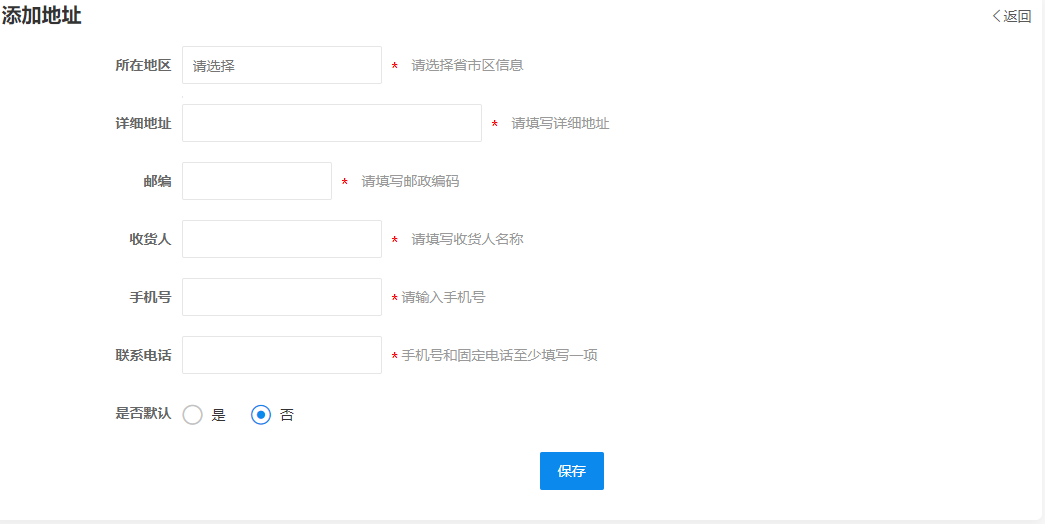 添加地址
返回
所在地区 请选择 * 请选择省市区信息
详细地址 * 请填写详细地址
邮编 * 请填写邮政编码
收货人 * 请填写收货人名称
手机号 * 请输入手机号
联系电话 * 手机号和固定电话至少填写一项
是否默认 是 否
保存